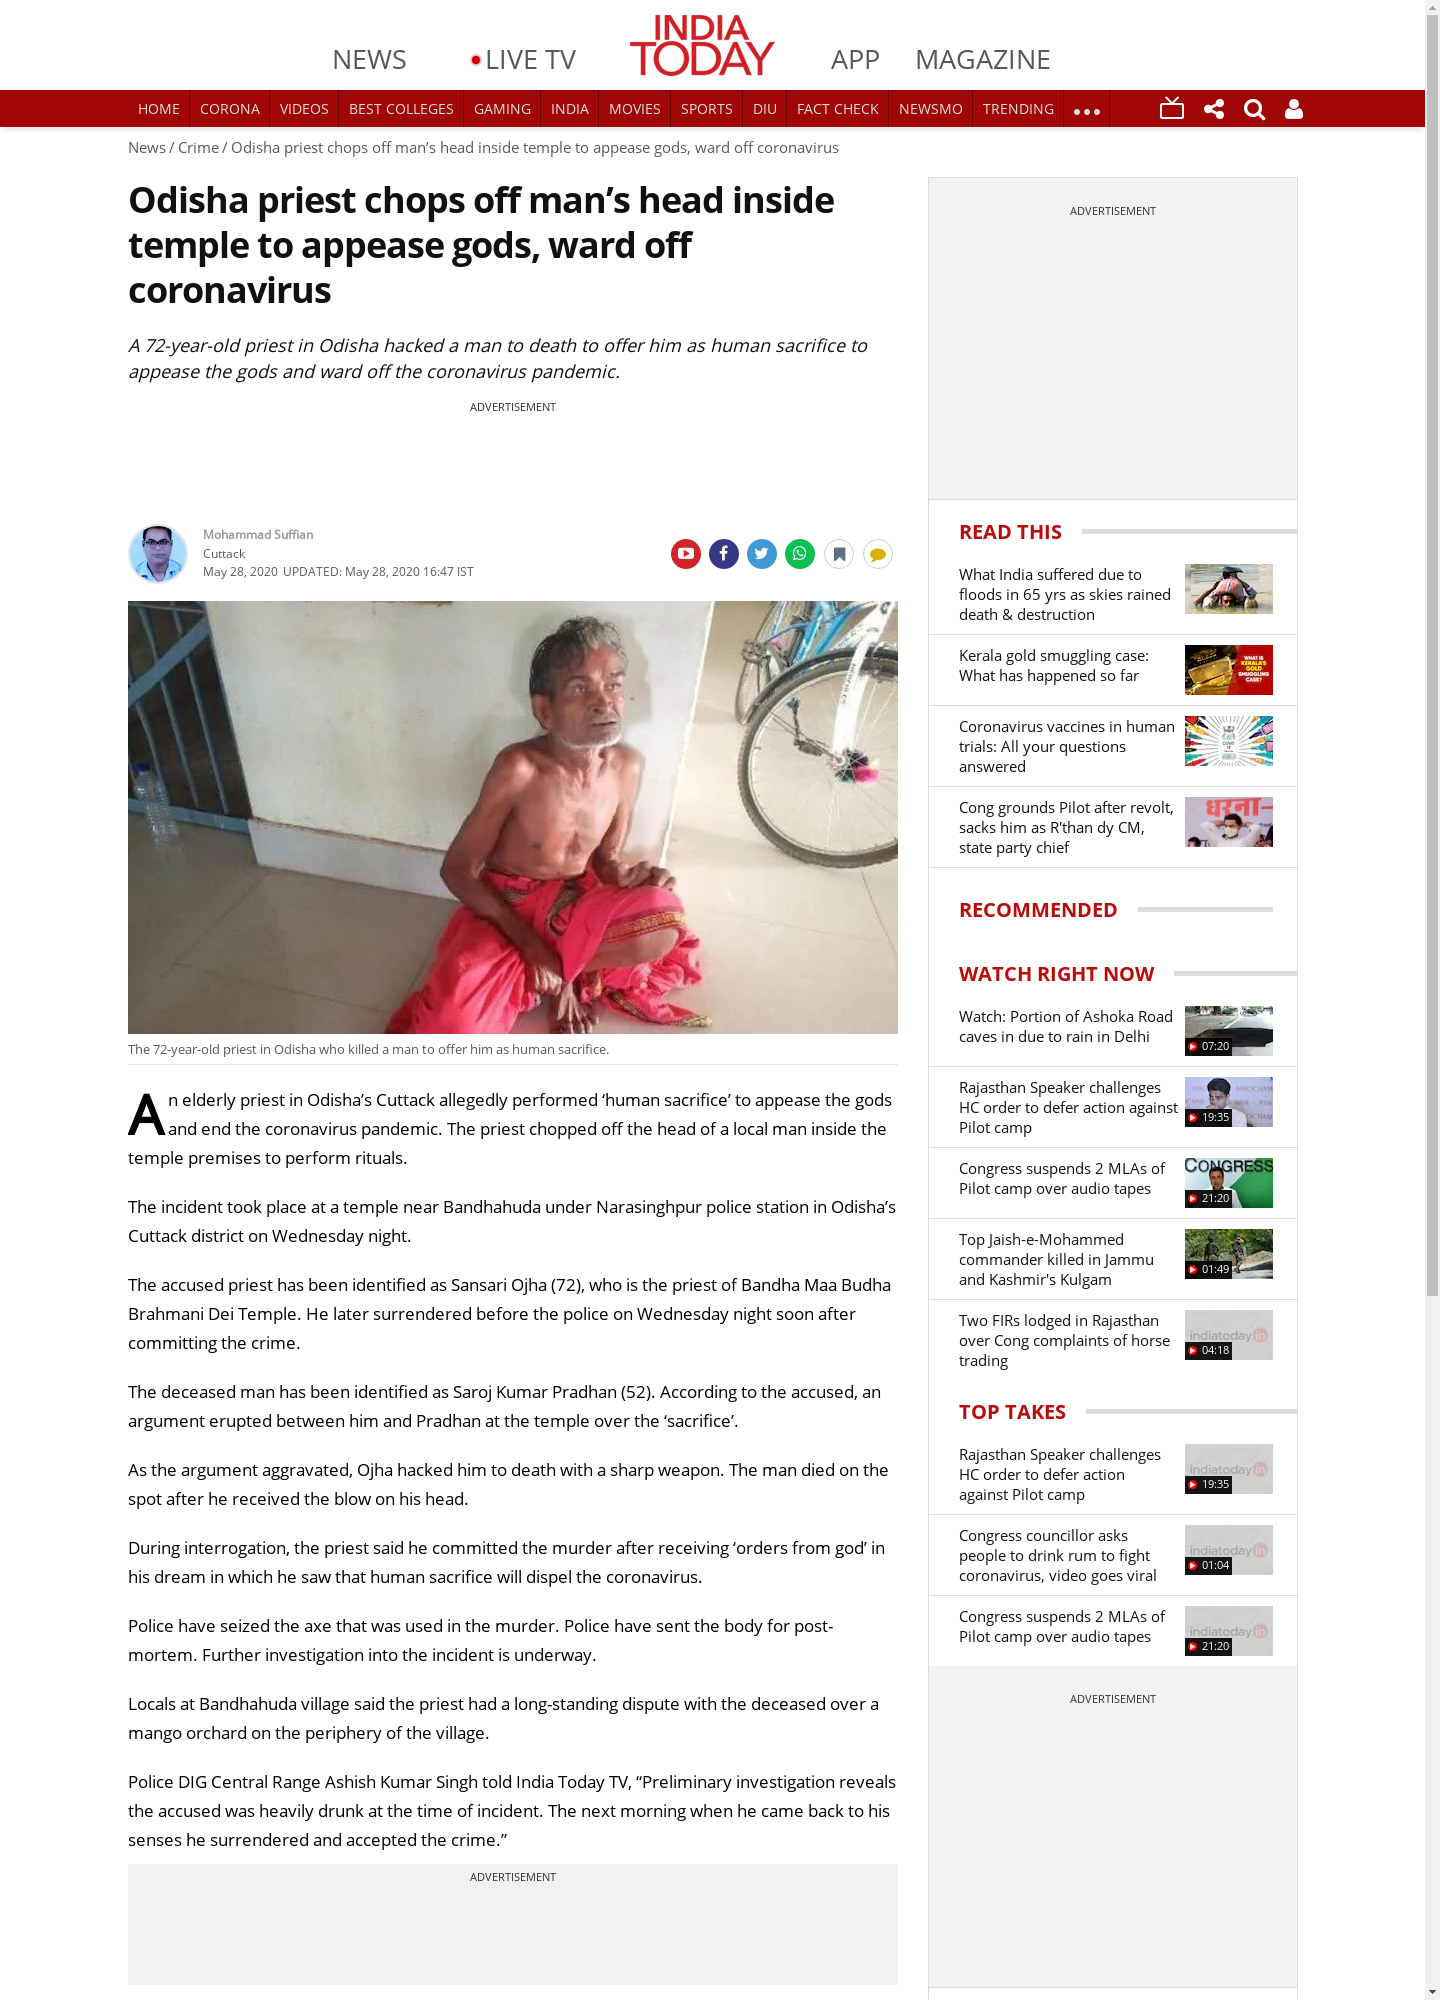 NEWS
LIVE TV
INDIA
TODAY
APP
MAGAZINE
HOME
CORONA
VIDEOS
BEST COLLEGES
GAMING
INDIA
MOVIES
SPORTS
DIU
FACT CHECK
NEWSMO
TRENDING
News / Crime / Odisha priest chops off man’s head inside temple to appease gods, ward off coronavirus
Odisha priest chops off man’s head inside
temple to appease gods, ward off
coronavirus
A 72-year-old priest in Odisha hacked a man to death to offer him as human sacrifice to
appease the gods and ward off the coronavirus pandemic.
ADVERTISEMENT
Mohammad Suffian
Cuttack
May 28, 2020 UPDATED: May 28, 2020 16:47 IST
The 72-year-old priest in Odisha who killed a man to offer him as human sacrifice.
An elderly priest in Odisha’s Cuttack allegedly performed ‘human sacrifice’ to appease the gods
and end the coronavirus pandemic. The priest chopped off the head of a local man inside the
temple premises to perform rituals.
The incident took place at a temple near Bandhahuda under Narasinghpur police station in Odisha’s
Cuttack district on Wednesday night.
The accused priest has been identified as Sansari Ojha (72), who is the priest of Bandha Maa Budha
Brahmani Dei Temple. He later surrendered before the police on Wednesday night soon after
committing the crime.
The deceased man has been identified as Saroj Kumar Pradhan (52). According to the accused, an
argument erupted between him and Pradhan at the temple over the ‘sacrifice’.
As the argument aggravated, Ojha hacked him to death with a sharp weapon. The man died on the
spot after he received the blow on his head.
During interrogation, the priest said he committed the murder after receiving ‘orders from god’ in
his dream in which he saw that human sacrifice will dispel the coronavirus.
Police have seized the axe that was used in the murder. Police have sent the body for post-
mortem. Further investigation into the incident is underway.
Locals at Bandhahuda village said the priest had a long-standing dispute with the deceased over a
mango orchard on the periphery of the village.
Police DIG Central Range Ashish Kumar Singh told India Today TV, “Preliminary investigation reveals
the accused was heavily drunk at the time of incident. The next morning when he came back to his
senses he surrendered and accepted the crime.”
ADVERTISEMENT
ADVERTISEMENT
READ THIS
What India suffered due to
floods in 65 yrs as skies rained
death & destruction
Kerala gold smuggling case:
What has happened so far
WHAT IS
KERALA'S
GOLD
SMUGGLING
CASE?
Coronavirus vaccines in human
trials: All your questions
answered
Cong grounds Pilot after revolt,
sacks him as R'than dy CM,
state party chief
धरना
RECOMMENDED
WATCH RIGHT NOW
Watch: Portion of Ashoka Road
caves in due to rain in Delhi
07:20
Rajasthan Speaker challenges
HC order to defer action against
Pilot camp
19:35
Congress suspends 2 MLAs of
Pilot camp over audio tapes
CONGRESS
21:20
Top Jaish-e-Mohammed
commander killed in Jammu
and Kashmir's Kulgam
01:49
Two FIRs lodged in Rajasthan
over Cong complaints of horse
trading
indiatoday in
04:18
TOP TAKES
Rajasthan Speaker challenges
HC order to defer action
against Pilot camp
indiatoday in
19:35
Congress councillor asks
people to drink rum to fight
coronavirus, video goes viral
indiatoday in
01:04
Congress suspends 2 MLAs of
Pilot camp over audio tapes
indiatoday in
21:20
ADVERTISEMENT